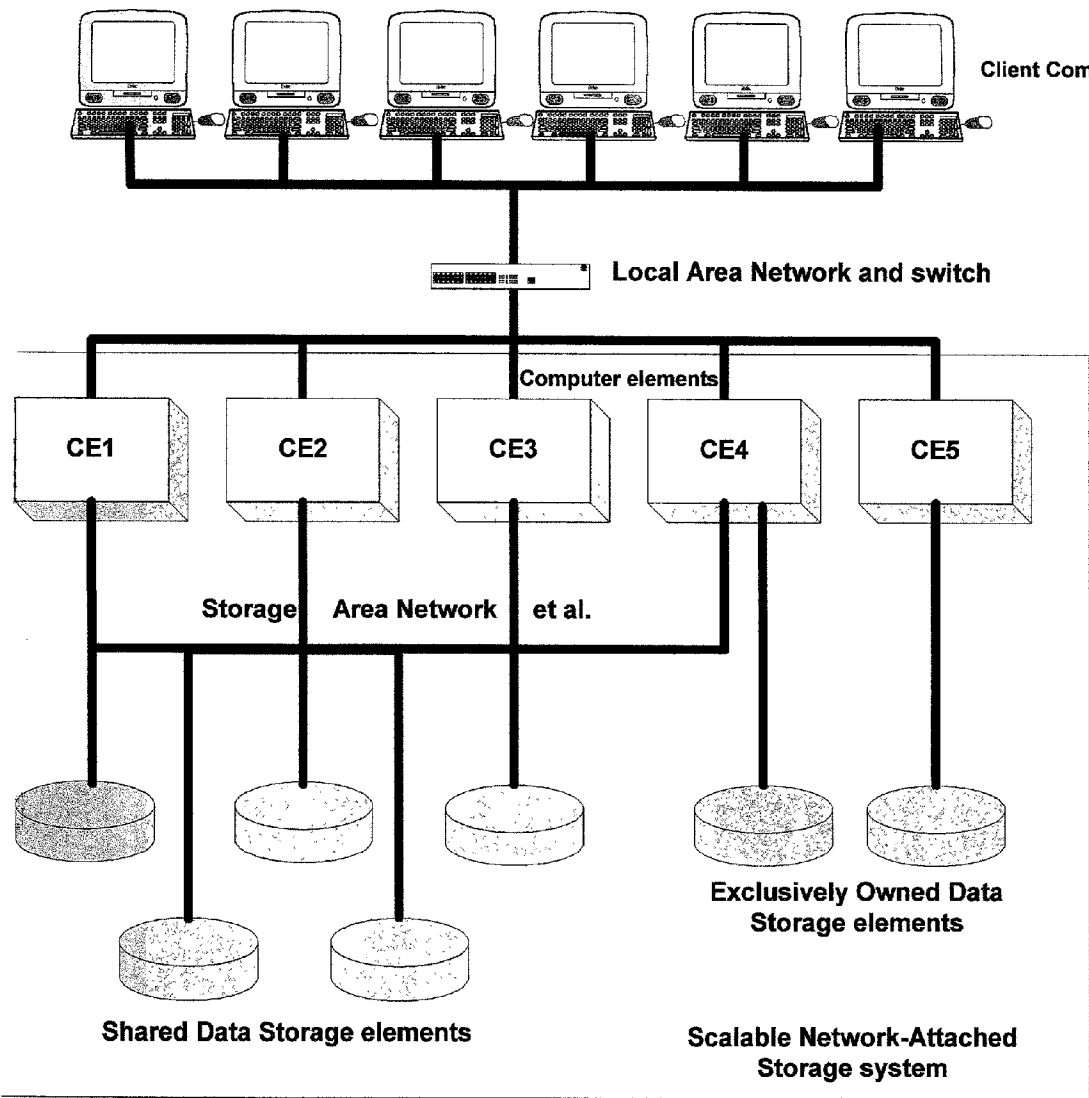 Client Com
Local Area Network and switch
Computer elements
CE1
CE2
CE3
CE4
CE5
Storage Area Network et al.
Exclusively Owned Data
Storage elements
Shared Data Storage elements
Scalable Network-Attached
Storage system